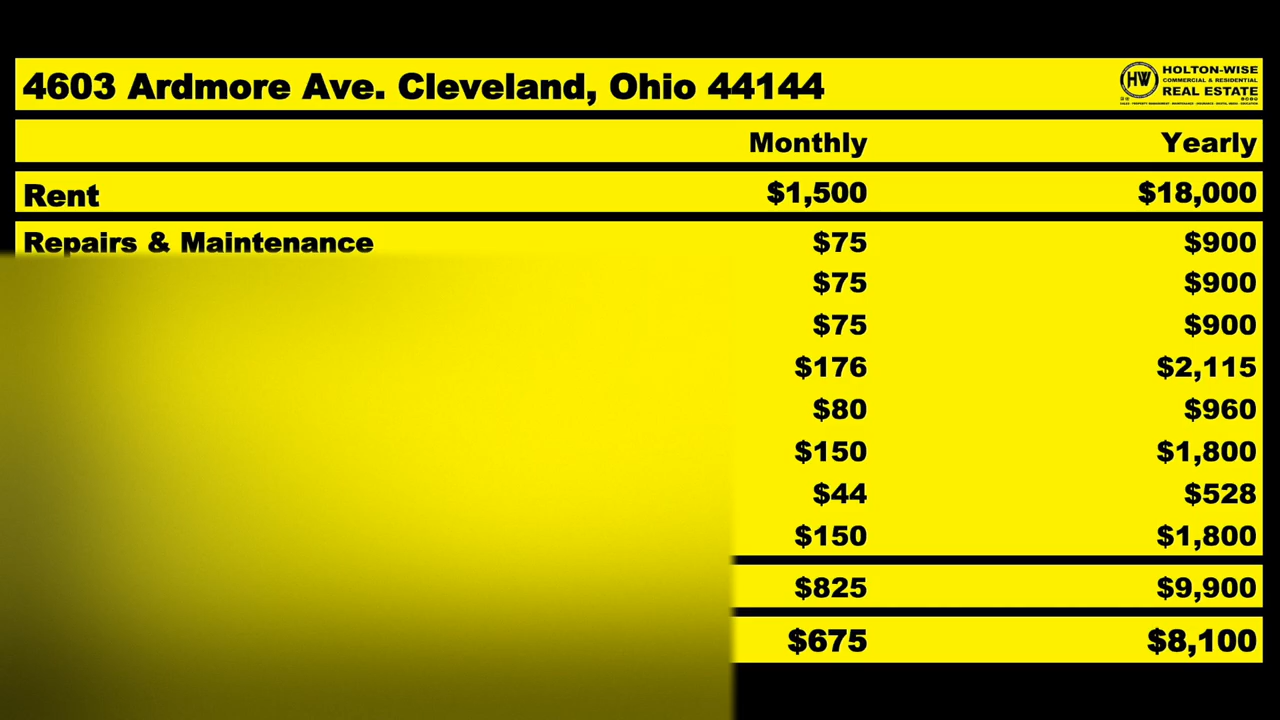 4603 Ardmore Ave. Cleveland, Ohio 44144
HW HOLTON-WISE
COMMERCIAL & RESIDENTIAL
REAL ESTATE
Monthly Yearly
Rent $1,500 $18,000
Repairs & Maintenance $75 $900
$75 $900
$75 $900
$176 $2,115
$80 $960
$150 $1,800
$44 $528
$150 $1,800
$825 $9,900
$675 $8,100